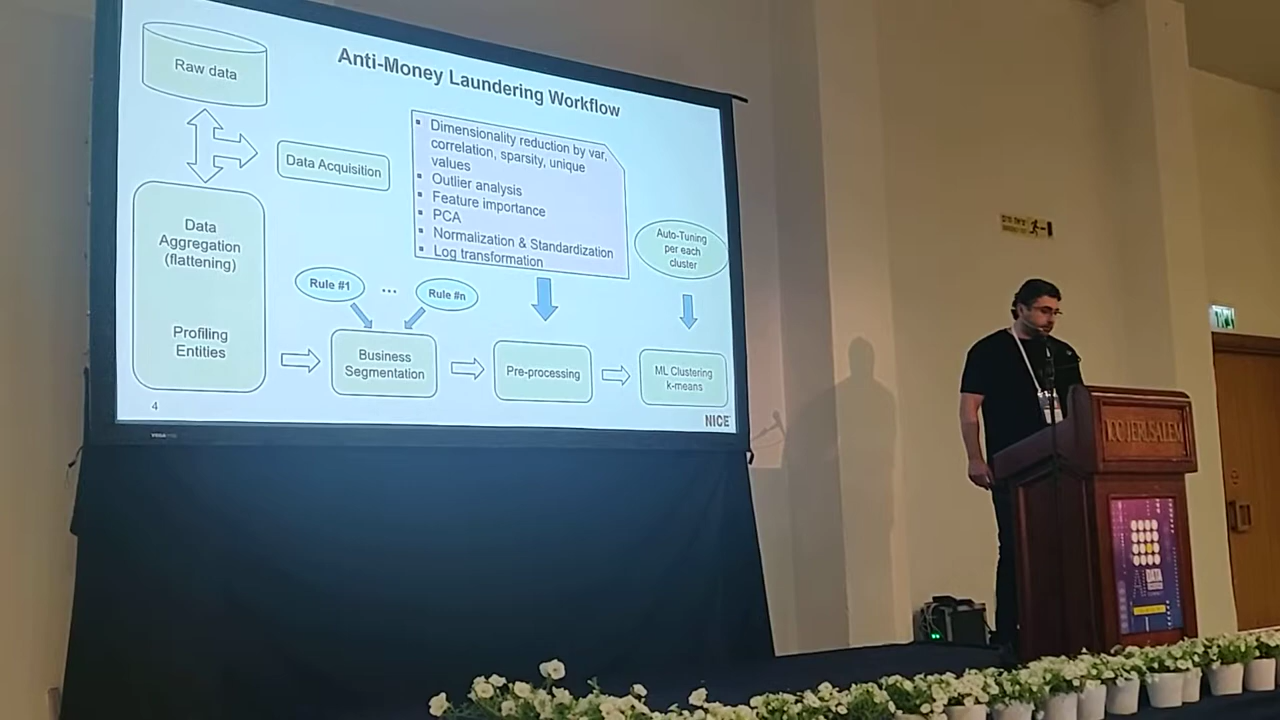 Anti-Money Laundering Workflow
Raw data
Data Acquisition
Data
Aggregation
(flattening)
Profiling
Entities
Dimensionality reduction by var,
correlation, sparsity, unique
values
Outlier analysis
Feature importance
PCA
Normalization & Standardization
Log transformation
Auto-Tuning
per each
cluster
Rule #1
...
Rule #n
Business
Segmentation
Pre-processing
ML Clustering
k-means
4
NICE
ICC JERUSALEM
DATA